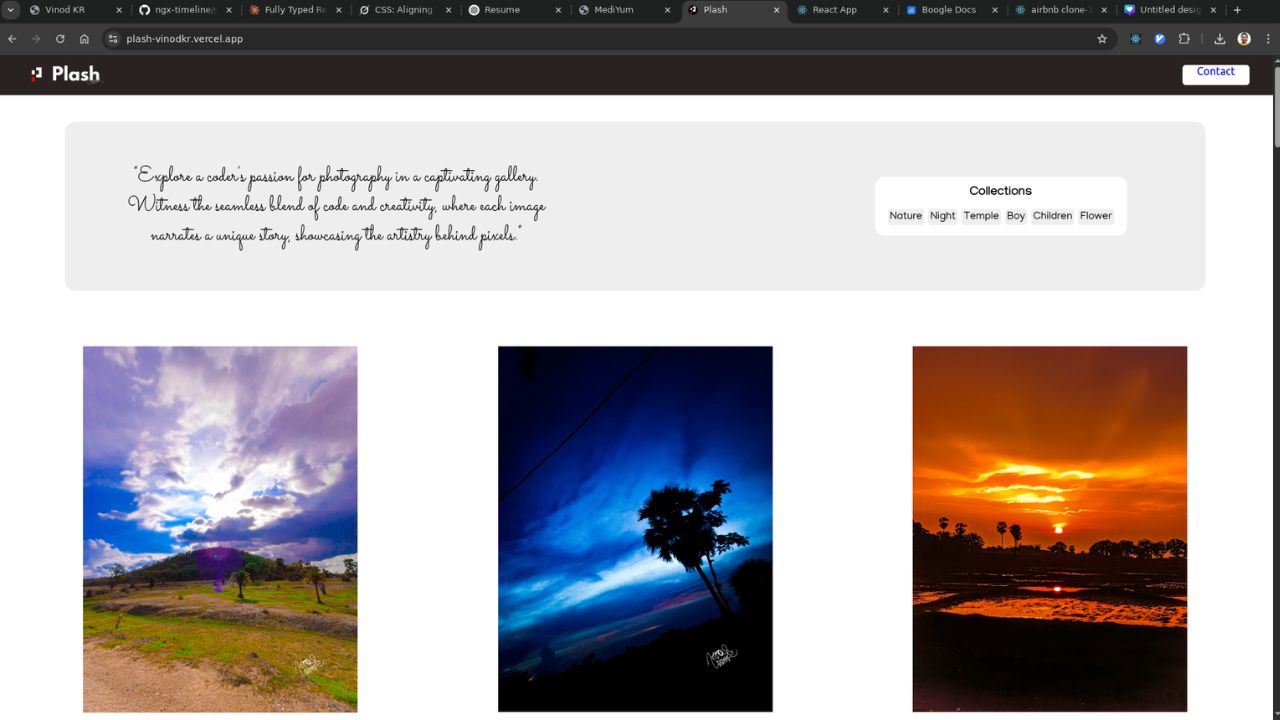 Vinod KR
ngx-timeline/
Fully Typed Re
CSS: Aligning
Resume
MediYum
Plash
React App
Boogle Docs
airbnb clone-1
Untitled desig
plash-vinodkr.vercel.app
Plash
Contact
"Explore a coder's passion for photography in a captivating gallery.
Witness the seamless blend of code and creativity, where each image
narrates a unique story, showcasing the artistry behind pixels."
Collections
Nature Night Temple Boy Children Flower